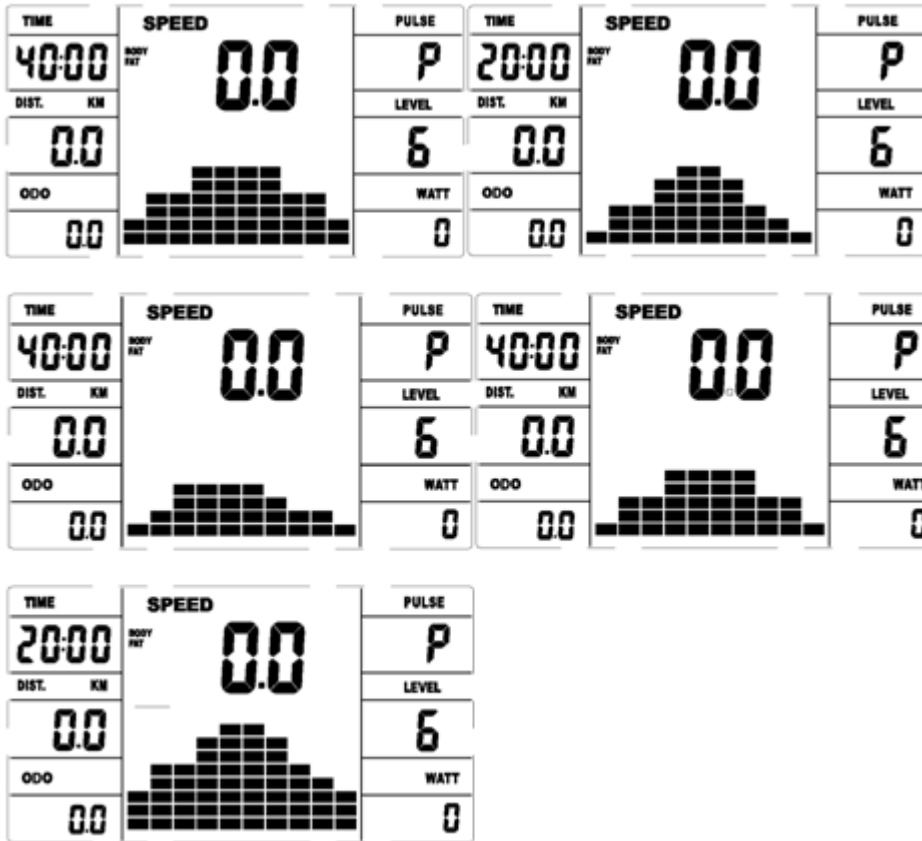 TIME SPEED PULSE
40:00 BODY FAT 0.0 P
DIST. KM LEVEL
0.0 6
ODO WATT
0.0 0
TIME SPEED PULSE
20:00 BODY FAT 0.0 P
DIST. KM LEVEL
0.0 6
ODO WATT
0.0 0
TIME SPEED PULSE
40:00 BODY FAT 0.0 P
DIST. KM LEVEL
0.0 6
ODO WATT
0.0 0
TIME SPEED PULSE
40:00 BODY FAT 00 P
DIST. KM LEVEL
0.0 6
ODO WATT
0.0 0
TIME SPEED PULSE
20:00 BODY FAT 0.0 P
DIST. KM LEVEL
0.0 6
ODO WATT
0.0 0